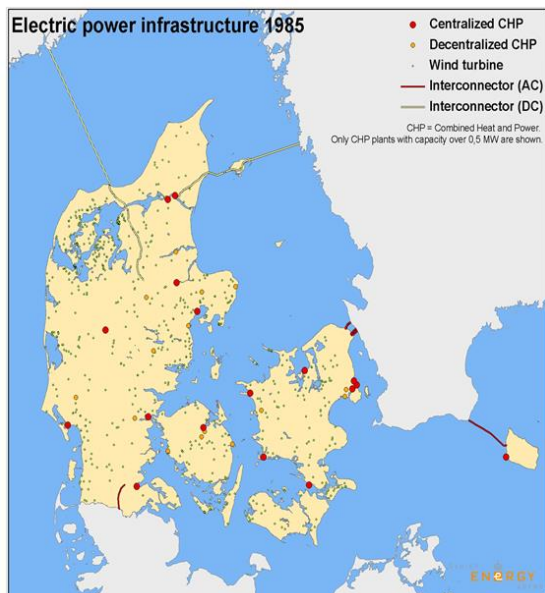 Electric power infrastructure 1985
Centralized CHP
Decentralized CHP
Wind turbine
Interconnector (AC)
Interconnector (DC)
CHP = Combined Heat and Power.
Only CHP plants with capacity over 0,5 MW are shown.
ENERGY